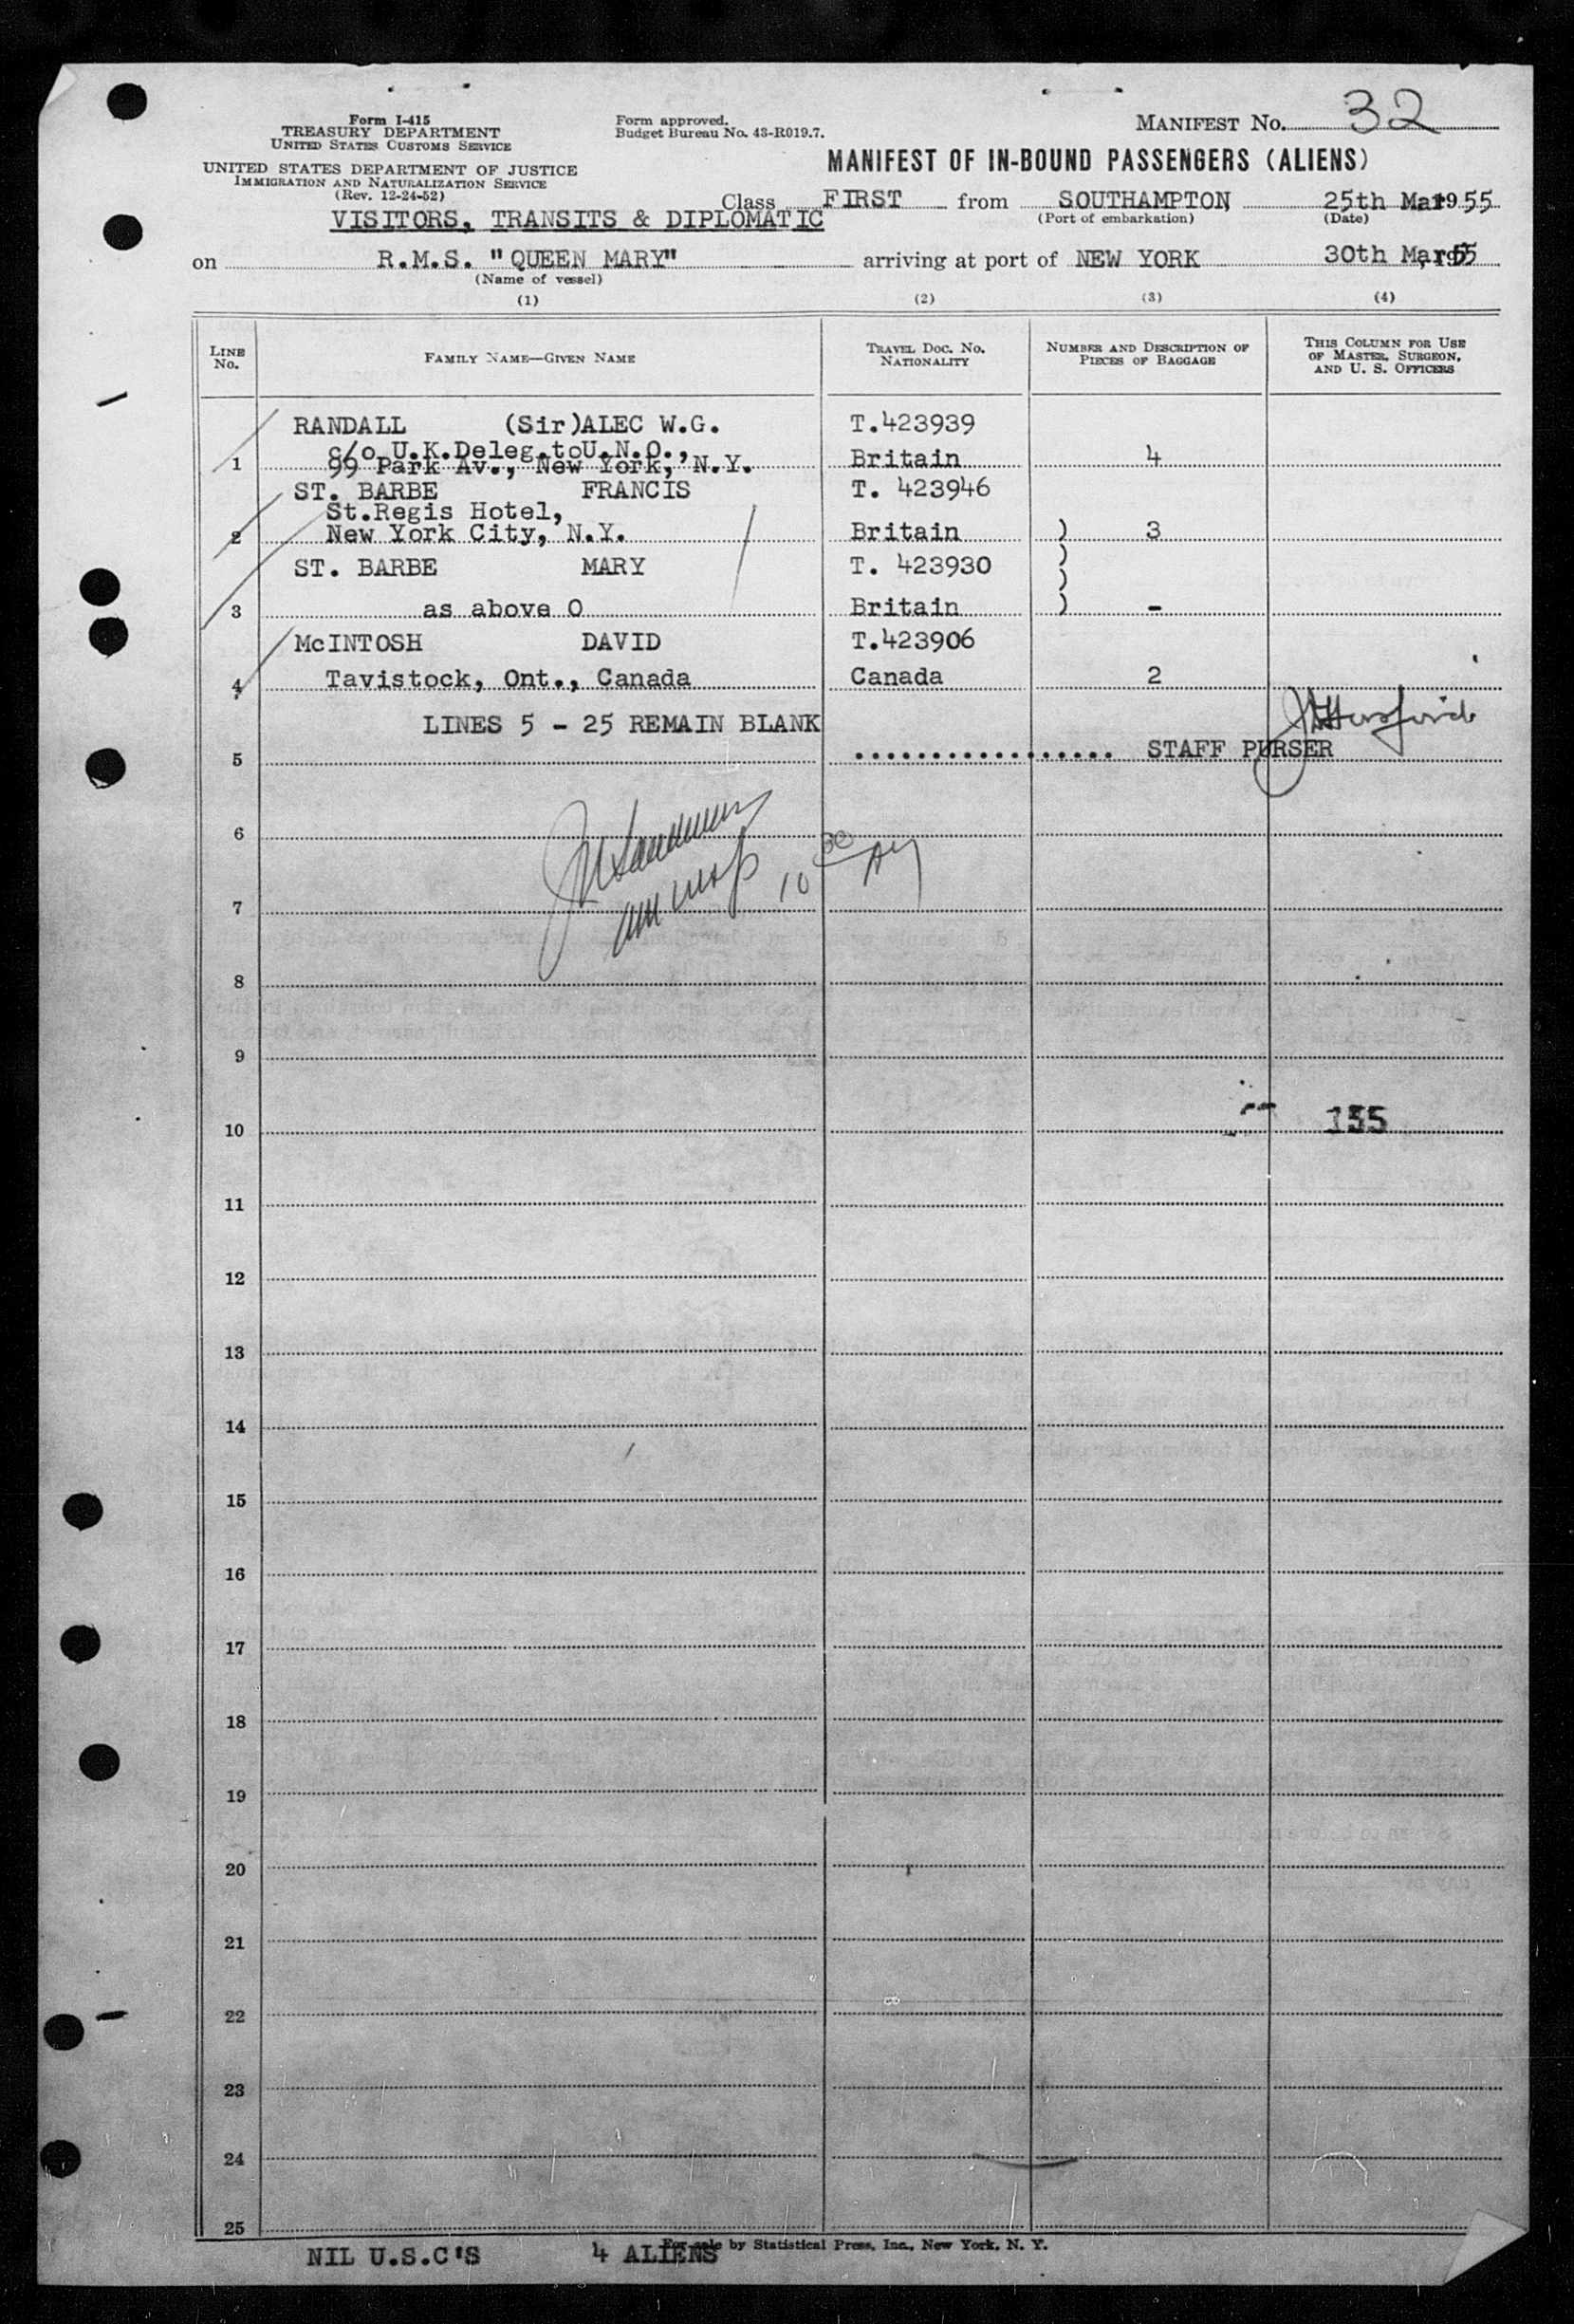 Form I-415
TREASURY DEPARTMENT
UNITED STATES CUSTOMS SERVICE
UNITED STATES DEPARTMENT OF JUSTICE
IMMIGRATION AND NATURALIZATION SERVICE
(Rev. 12-24-52)
Form approved.
Budget Bureau No. 43-R019.7.
MANIFEST NO. 32
MANIFEST OF IN-BOUND PASSENGERS (ALIENS)
Class FIRST from SOUTHAMPTON 25th Mar 1955
(Port of embarkation) (Date)
VISITORS, TRANSITS & DIPLOMATIC
on R.M.S. "QUEEN MARY" arriving at port of NEW YORK 30th Mar 1955
(Name of vessel)
(1) (2) (3) (4)
LINE NO. FAMILY NAME—GIVEN NAME TRAVEL DOC. NO. NATIONALITY NUMBER AND DESCRIPTION OF PIECES OF BAGGAGE THIS COLUMN FOR USE OF MASTER, SURGEON, AND U. S. OFFICERS
RANDALL (Sir)ALEC W.G. T.423939
c/o U.K.Deleg.toU.N.O.,
1 99 Park Av., New York, N.Y. Britain 4
ST. BARBE FRANCIS T. 423946
St.Regis Hotel,
2 New York City, N.Y. Britain ) 3
ST. BARBE MARY T. 423930 )
)
3 as above O Britain ) -
McINTOSH DAVID T.423906
4 Tavistock, Ont., Canada Canada 2
LINES 5 - 25 REMAIN BLANK
5 ................. STAFF PURSER
6
10 30 AM
7
8
9
10 155
11
12
13
14
15
16
17
18
19
20
21
22
23
24
25
For sale by Statistical Press, Inc., New York, N. Y.
NIL U.S.C'S 4 ALIENS